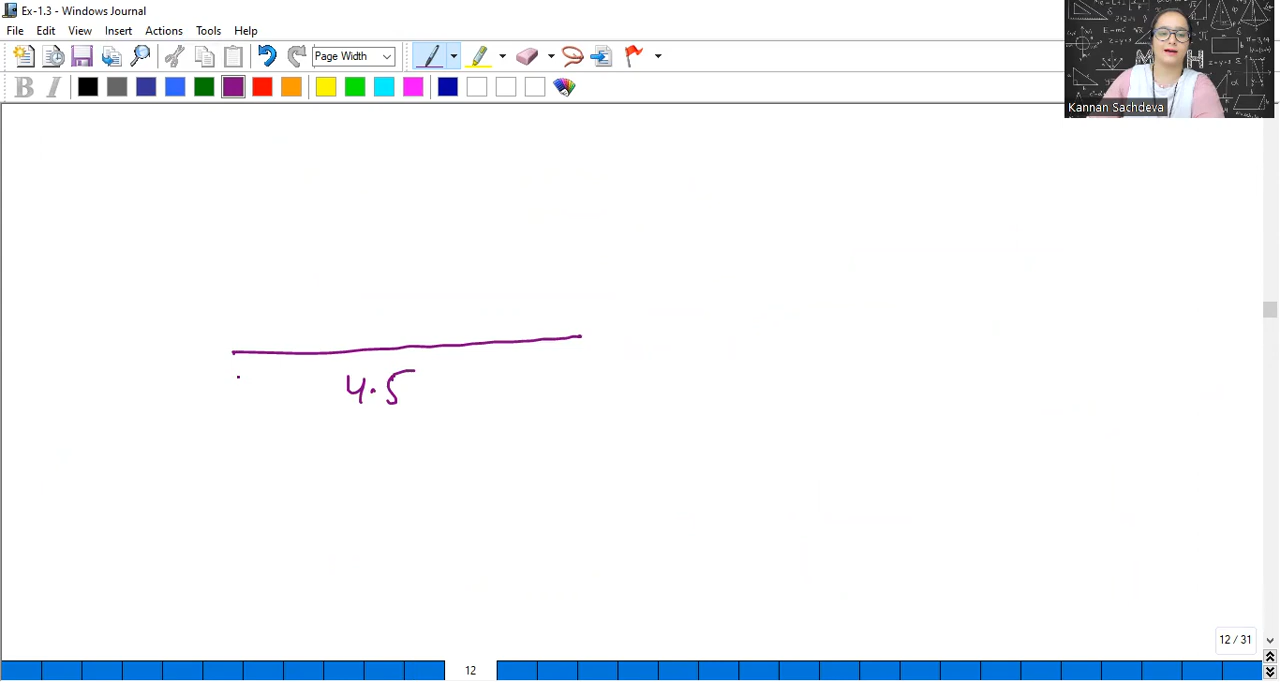 Ex-1.3 - Windows Journal
File Edit View Insert Actions Tools Help
Page Width
B I
Kannan Sachdeva
4.5
12 / 31
12